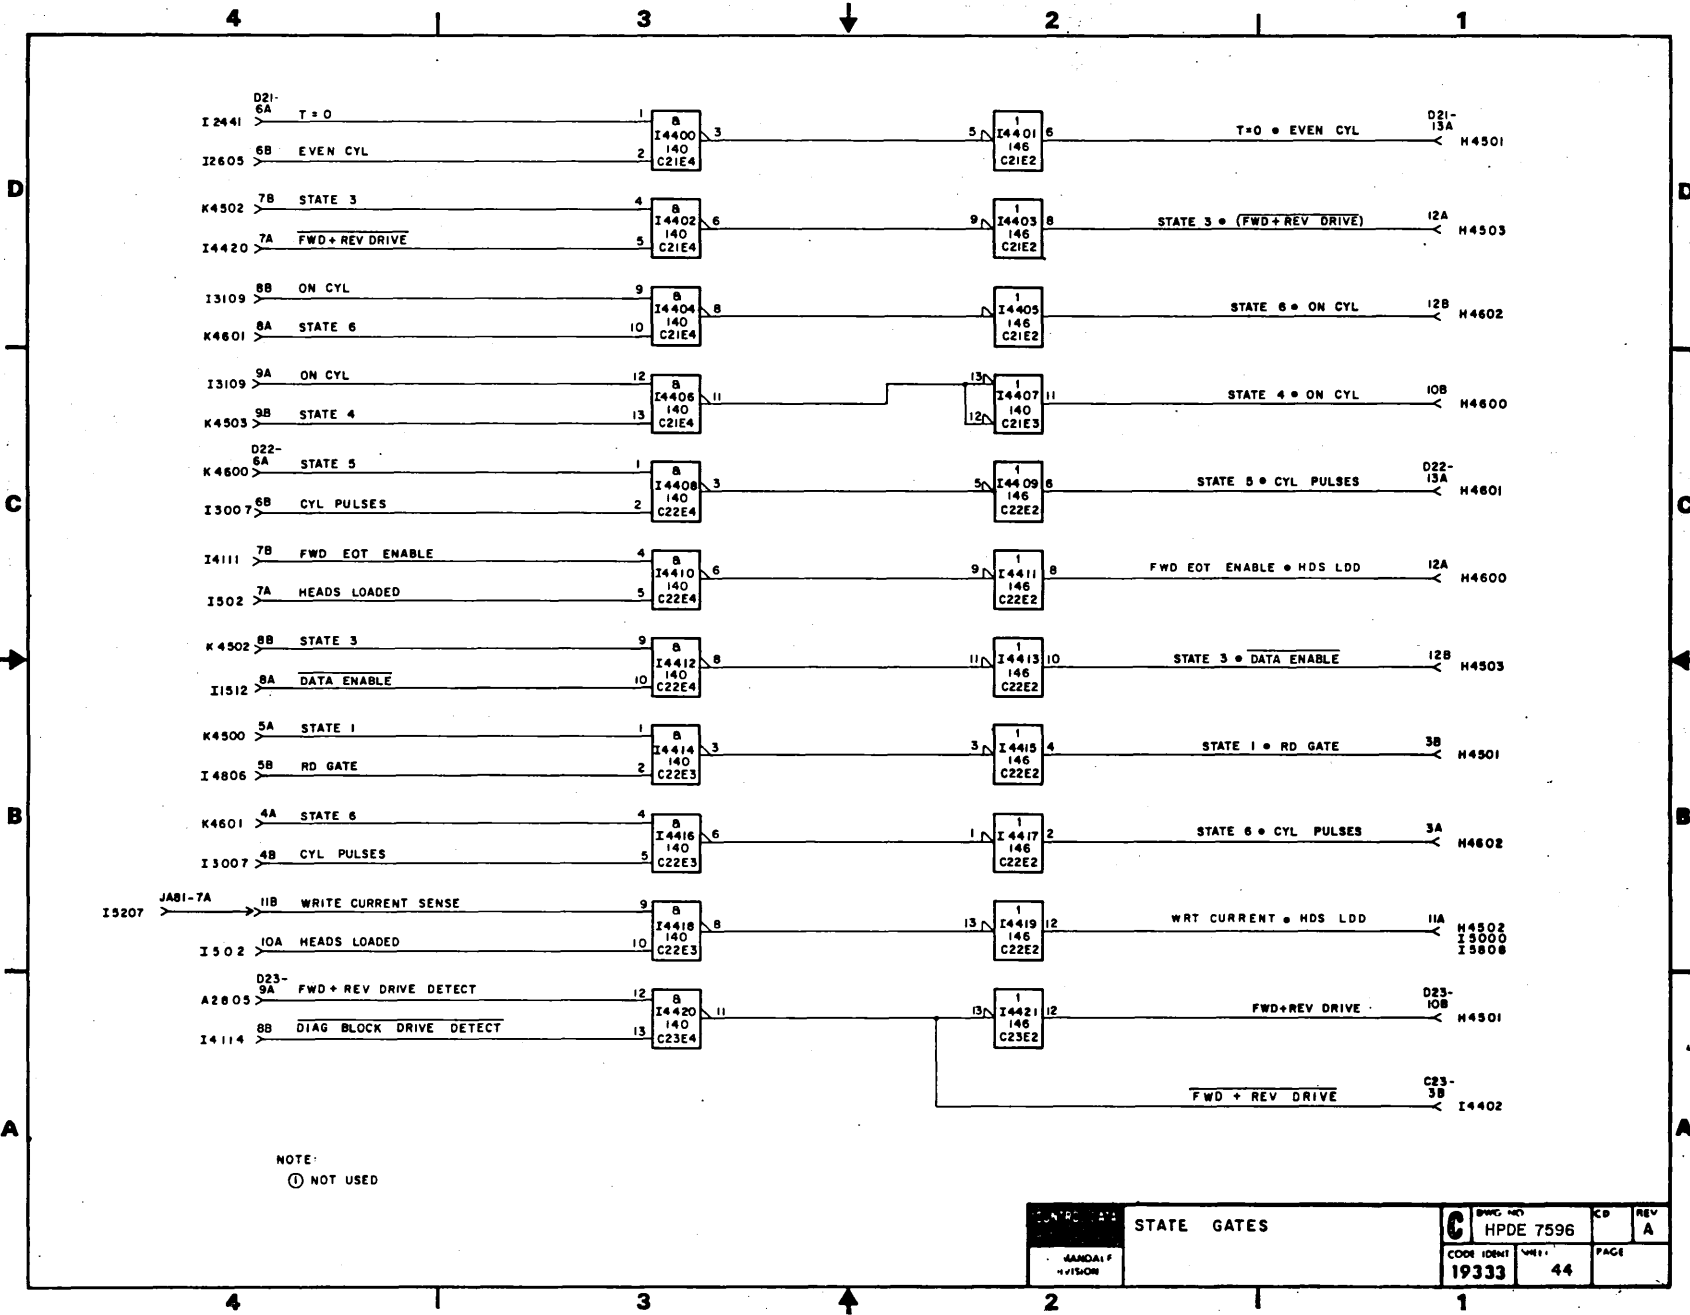 4 3 2 1
D21-
6A
I2441 T=0 1
I2605 6B EVEN CYL 2
&
I4400
140
C21E4
3
5
1
I4401
146
C21E2
6
T=0 • EVEN CYL
D21-
13A
H4501
D D
K4502 7B STATE 3 4
I4420 7A FWD+REV DRIVE 5
&
I4402
140
C21E4
6
9
1
I4403
146
C21E2
8
STATE 3 • (FWD+REV DRIVE)
12A
H4503
I3109 8B ON CYL 9
K4601 8A STATE 6 10
&
I4404
140
C21E4
8
1
I4405
146
C21E2
STATE 6 • ON CYL
12B
H4602
I3109 9A ON CYL 12
K4503 9B STATE 4 13
&
I4406
140
C21E4
11
13
12
1
I4407
140
C21E3
11
STATE 4 • ON CYL
10B
H4600
D22-
6A
K4600 STATE 5 1
I3007 6B CYL PULSES 2
&
I4408
140
C22E4
3
5
1
I4409
146
C22E2
6
STATE 5 • CYL PULSES
D22-
13A
H4601
C C
I4111 7B FWD EOT ENABLE 4
I502 7A HEADS LOADED 5
&
I4410
140
C22E4
6
9
1
I4411
146
C22E2
8
FWD EOT ENABLE • HDS LDD
12A
H4600
K4502 8B STATE 3 9
I1512 8A DATA ENABLE 10
&
I4412
140
C22E4
8
11
1
I4413
146
C22E2
10
STATE 3 • DATA ENABLE
12B
H4503
K4500 5A STATE 1 1
I4806 5B RD GATE 2
&
I4414
140
C22E3
3
3
1
I4415
146
C22E2
4
STATE 1 • RD GATE
3B
H4501
B B
K4601 4A STATE 6 4
I3007 4B CYL PULSES 5
&
I4416
140
C22E3
6
1
1
I4417
146
C22E2
2
STATE 6 • CYL PULSES
3A
H4602
I5207 JA81-7A 11B WRITE CURRENT SENSE 9
I502 10A HEADS LOADED 10
&
I4418
140
C22E3
8
13
1
I4419
146
C22E2
12
WRT CURRENT • HDS LDD
11A
H4502
I5000
I5808
D23-
9A
A2805 FWD+REV DRIVE DETECT 12
I4114 8B DIAG BLOCK DRIVE DETECT 13
&
I4420
140
C23E4
11
13
1
I4421
146
C23E2
12
FWD+REV DRIVE
D23-
10B
H4501
FWD + REV DRIVE
C23-
3B
I4402
A A
NOTE:
① NOT USED
CONTROL DATA
DIVISION
STATE GATES
C
DWG NO
HPDE 7596
CD
REV
A
CODE IDENT
19333
SHEET
44
PAGE
4 3 2 1